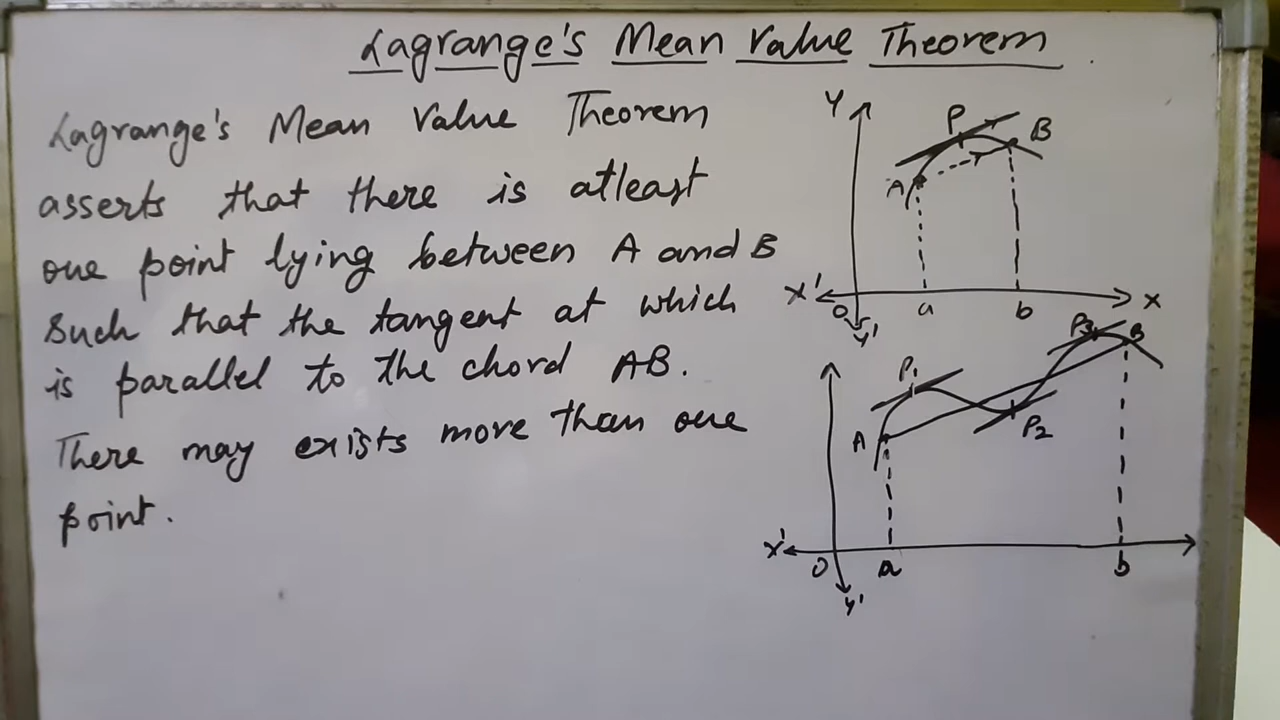 Lagrange's Mean Value Theorem
Lagrange's Mean Value Theorem
asserts that there is atleast
one point lying between A and B
such that the tangent at which
is parallel to the chord AB.
There may exists more than one
point.
Y
P
B
A
X'
O
a
b
X
Y'
P3
B
P1
A
P2
X'
O
a
b
Y'